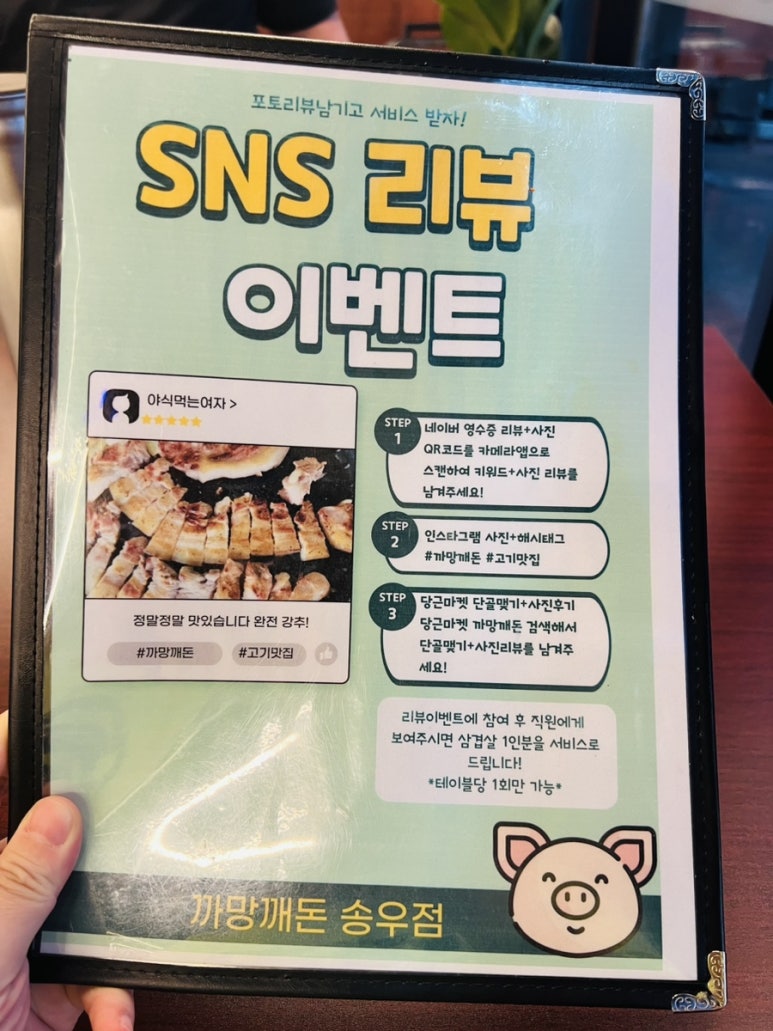 포토리뷰남기고 서비스 받자!
SNS 리뷰
이벤트
야식먹는여자 >
정말정말 맛있습니다 완전 강추!
#까망깨돈 #고기맛집
STEP
1
네이버 영수증 리뷰+사진
QR코드를 카메라앱으로
스캔하여 키워드+사진 리뷰를
남겨주세요!
STEP
2
인스타그램 사진+해시태그
#까망깨돈 #고기맛집
STEP
3
당근마켓 단골맺기+사진후기
당근마켓 까망깨돈 검색해서
단골맺기+사진리뷰를 남겨주
세요!
리뷰이벤트에 참여 후 직원에게
보여주시면 삼겹살 1인분을 서비스로
드립니다!
*테이블당 1회만 가능*
까망깨돈 송우점